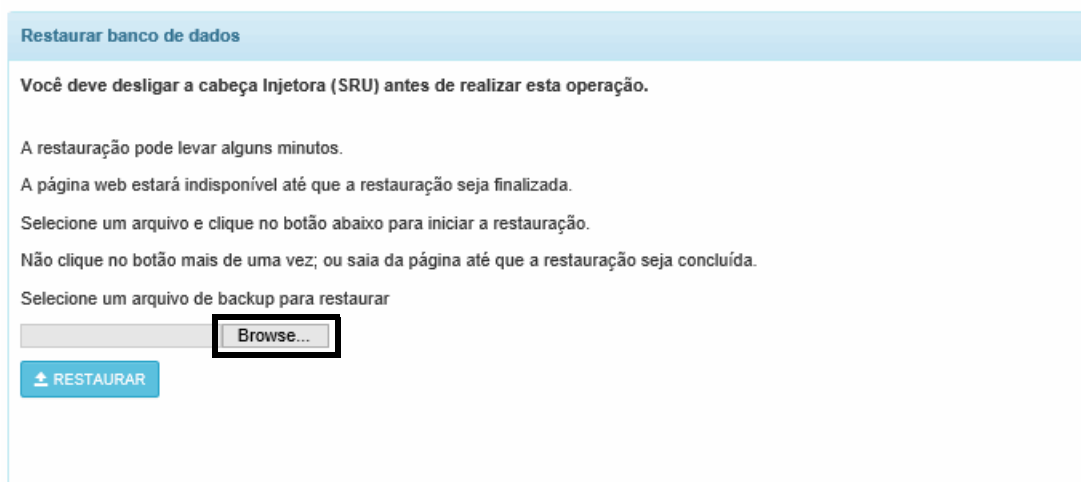 Restaurar banco de dados
Você deve desligar a cabeça Injetora (SRU) antes de realizar esta operação.
A restauração pode levar alguns minutos.
A página web estará indisponível até que a restauração seja finalizada.
Selecione um arquivo e clique no botão abaixo para iniciar a restauração.
Não clique no botão mais de uma vez; ou saia da página até que a restauração seja concluída.
Selecione um arquivo de backup para restaurar
Browse...
RESTAURAR